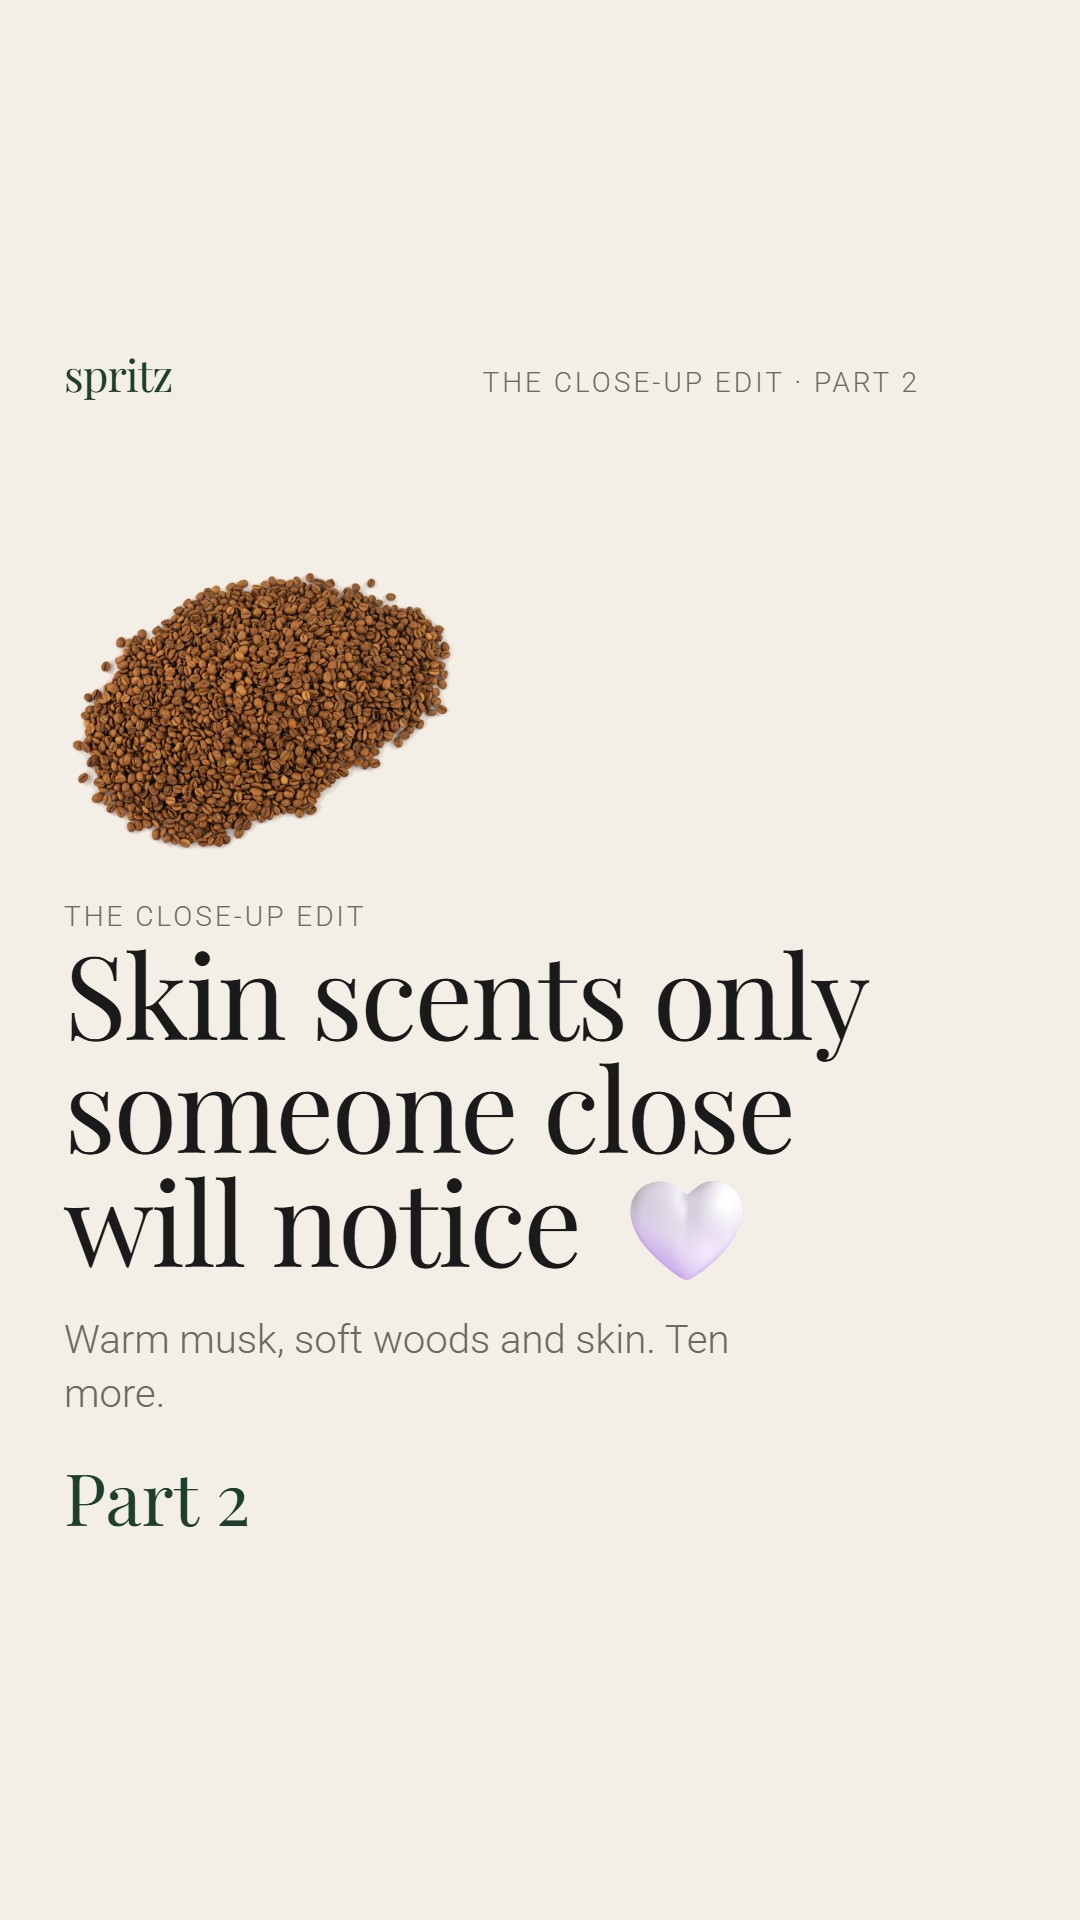 spritz
THE CLOSE-UP EDIT · PART 2
THE CLOSE-UP EDIT
Skin scents only
someone close
will notice
Warm musk, soft woods and skin. Ten
more.
Part 2